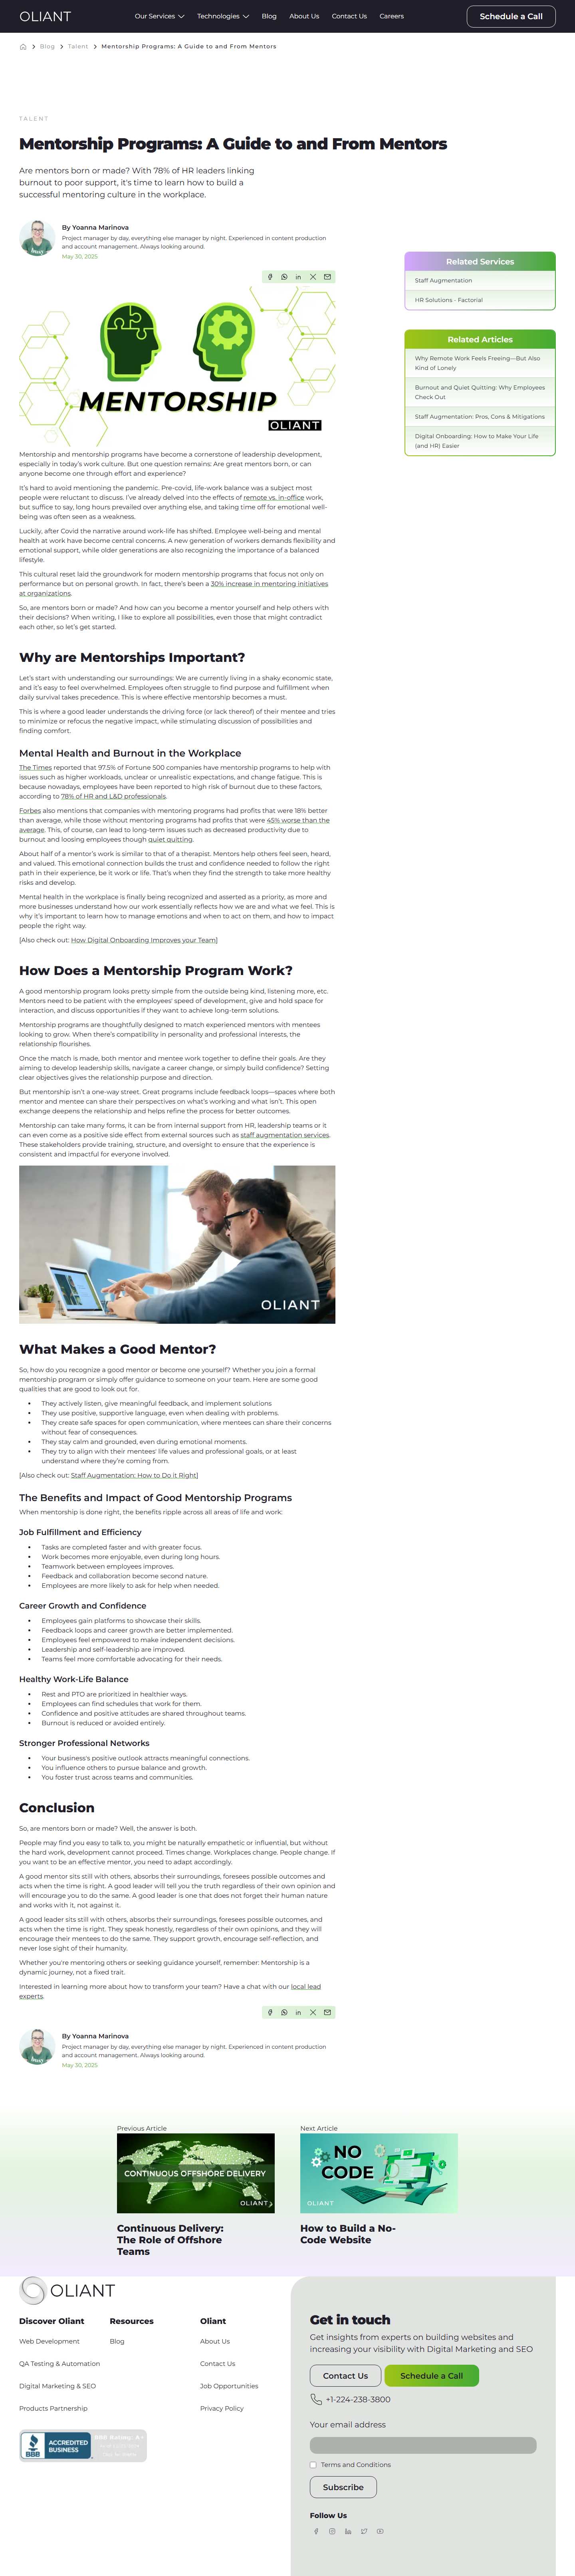 OLIANT
Our Services
Technologies
Blog
About Us
Contact Us
Careers
Schedule a Call
Blog
Talent
Mentorship Programs: A Guide to and From Mentors
TALENT
Mentorship Programs: A Guide to and From Mentors
Are mentors born or made? With 78% of HR leaders linking
burnout to poor support, it's time to learn how to build a
successful mentoring culture in the workplace.
By Yoanna Marinova
Project manager by day, everything else manager by night. Experienced in content production
and account management. Always looking around.
May 30, 2025
Related Services
Staff Augmentation
HR Solutions - Factorial
Related Articles
Why Remote Work Feels Freeing—But Also
Kind of Lonely
Burnout and Quiet Quitting: Why Employees
Check Out
Staff Augmentation: Pros, Cons & Mitigations
Digital Onboarding: How to Make Your Life
(and HR) Easier
MENTORSHIP
OLIANT
Mentorship and mentorship programs have become a cornerstone of leadership development,
especially in today's work culture. But one question remains: Are great mentors born, or can
anyone become one through effort and experience?
It's hard to avoid mentioning the pandemic. Pre-covid, life-work balance was a subject most
people were reluctant to discuss. I've already delved into the effects of remote vs. in-office work,
but suffice to say, long hours prevailed over anything else, and taking time off for emotional well-
being was often seen as a weakness.
Luckily, after Covid the narrative around work-life has shifted. Employee well-being and mental
health at work have become central concerns. A new generation of workers demands flexibility and
emotional support, while older generations are also recognizing the importance of a balanced
lifestyle.
This cultural reset laid the groundwork for modern mentorship programs that focus not only on
performance but on personal growth. In fact, there's been a 30% increase in mentoring initiatives
at organizations.
So, are mentors born or made? And how can you become a mentor yourself and help others with
their decisions? When writing, I like to explore all possibilities, even those that might contradict
each other, so let's get started.
Why are Mentorships Important?
Let's start with understanding our surroundings: We are currently living in a shaky economic state,
and it's easy to feel overwhelmed. Employees often struggle to find purpose and fulfillment when
daily survival takes precedence. This is where effective mentorship becomes a must.
This is where a good leader understands the driving force (or lack thereof) of their mentee and tries
to minimize or refocus the negative impact, while stimulating discussion of possibilities and
finding comfort.
Mental Health and Burnout in the Workplace
The Times reported that 97.5% of Fortune 500 companies have mentorship programs to help with
issues such as higher workloads, unclear or unrealistic expectations, and change fatigue. This is
because nowadays, employees have been reported to high risk of burnout due to these factors,
according to 78% of HR and L&D professionals.
Forbes also mentions that companies with mentoring programs had profits that were 18% better
than average, while those without mentoring programs had profits that were 45% worse than the
average. This, of course, can lead to long-term issues such as decreased productivity due to
burnout and loosing employees though quiet quitting.
About half of a mentor's work is similar to that of a therapist. Mentors help others feel seen, heard,
and valued. This emotional connection builds the trust and confidence needed to follow the right
path in their experience, be it work or life. That's when they find the strength to take more healthy
risks and develop.
Mental health in the workplace is finally being recognized and asserted as a priority, as more and
more businesses understand how our work essentially reflects how we are and what we feel. This is
why it's important to learn how to manage emotions and when to act on them, and how to impact
people the right way.
[Also check out: How Digital Onboarding Improves your Team]
How Does a Mentorship Program Work?
A good mentorship program looks pretty simple from the outside being kind, listening more, etc.
Mentors need to be patient with the employees' speed of development, give and hold space for
interaction, and discuss opportunities if they want to achieve long-term solutions.
Mentorship programs are thoughtfully designed to match experienced mentors with mentees
looking to grow. When there's compatibility in personality and professional interests, the
relationship flourishes.
Once the match is made, both mentor and mentee work together to define their goals. Are they
aiming to develop leadership skills, navigate a career change, or simply build confidence? Setting
clear objectives gives the relationship purpose and direction.
But mentorship isn't a one-way street. Great programs include feedback loops—spaces where both
mentor and mentee can share their perspectives on what's working and what isn't. This open
exchange deepens the relationship and helps refine the process for better outcomes.
Mentorship can take many forms, it can be from internal support from HR, leadership teams or it
can even come as a positive side effect from external sources such as staff augmentation services.
These stakeholders provide training, structure, and oversight to ensure that the experience is
consistent and impactful for everyone involved.
OLIANT
What Makes a Good Mentor?
So, how do you recognize a good mentor or become one yourself? Whether you join a formal
mentorship program or simply offer guidance to someone on your team. Here are some good
qualities that are good to look out for.
• They actively listen, give meaningful feedback, and implement solutions
• They use positive, supportive language, even when dealing with problems.
• They create safe spaces for open communication, where mentees can share their concerns
without fear of consequences.
• They stay calm and grounded, even during emotional moments.
• They try to align with their mentees' life values and professional goals, or at least
understand where they're coming from.
[Also check out: Staff Augmentation: How to Do it Right]
The Benefits and Impact of Good Mentorship Programs
When mentorship is done right, the benefits ripple across all areas of life and work:
Job Fulfillment and Efficiency
• Tasks are completed faster and with greater focus.
• Work becomes more enjoyable, even during long hours.
• Teamwork between employees improves.
• Feedback and collaboration become second nature.
• Employees are more likely to ask for help when needed.
Career Growth and Confidence
• Employees gain platforms to showcase their skills.
• Feedback loops and career growth are better implemented.
• Employees feel empowered to make independent decisions.
• Leadership and self-leadership are improved.
• Teams feel more comfortable advocating for their needs.
Healthy Work-Life Balance
• Rest and PTO are prioritized in healthier ways.
• Employees can find schedules that work for them.
• Confidence and positive attitudes are shared throughout teams.
• Burnout is reduced or avoided entirely.
Stronger Professional Networks
• Your business's positive outlook attracts meaningful connections.
• You influence others to pursue balance and growth.
• You foster trust across teams and communities.
Conclusion
So, are mentors born or made? Well, the answer is both.
People may find you easy to talk to, you might be naturally empathetic or influential, but without
the hard work, development cannot proceed. Times change. Workplaces change. People change. If
you want to be an effective mentor, you need to adapt accordingly.
A good mentor sits still with others, absorbs their surroundings, foresees possible outcomes and
acts when the time is right. A good leader will tell you the truth regardless of their own opinion and
will encourage you to do the same. A good leader is one that does not forget their human nature
and works with it, not against it.
A good leader sits still with others, absorbs their surroundings, foresees possible outcomes, and
acts when the time is right. They speak honestly, regardless of their own opinions, and they will
encourage their mentees to do the same. They support growth, encourage self-reflection, and
never lose sight of their humanity.
Whether you're mentoring others or seeking guidance yourself, remember: Mentorship is a
dynamic journey, not a fixed trait.
Interested in learning more about how to transform your team? Have a chat with our local lead
experts.
By Yoanna Marinova
Project manager by day, everything else manager by night. Experienced in content production
and account management. Always looking around.
May 30, 2025
Previous Article
CONTINUOUS OFFSHORE DELIVERY
OLIANT
Continuous Delivery:
The Role of Offshore
Teams
Next Article
NO
CODE
OLIANT
How to Build a No-
Code Website
OLIANT
Discover Oliant
Web Development
QA Testing & Automation
Digital Marketing & SEO
Products Partnership
Resources
Blog
Oliant
About Us
Contact Us
Job Opportunities
Privacy Policy
BBB
ACCREDITED
BUSINESS
Get in touch
Get insights from experts on building websites and
increasing your visibility with Digital Marketing and SEO
Contact Us
Schedule a Call
+1-224-238-3800
Your email address
Terms and Conditions
Subscribe
Follow Us